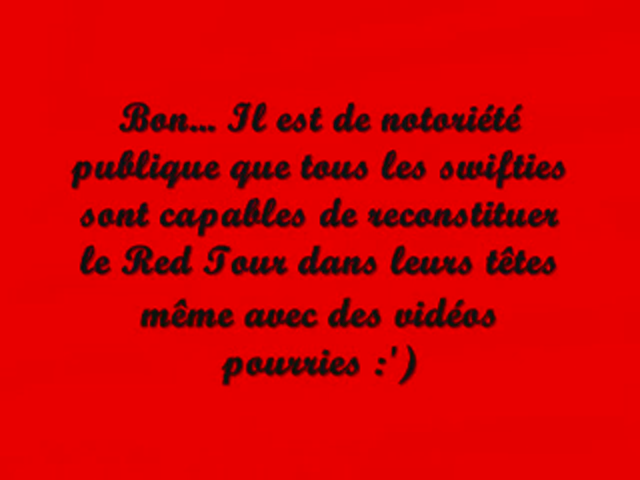 Bon... Il est de notoriété
publique que tous les swifties
sont capables de reconstituer
le Red Tour dans leurs têtes
même avec des vidéos
pourries :')